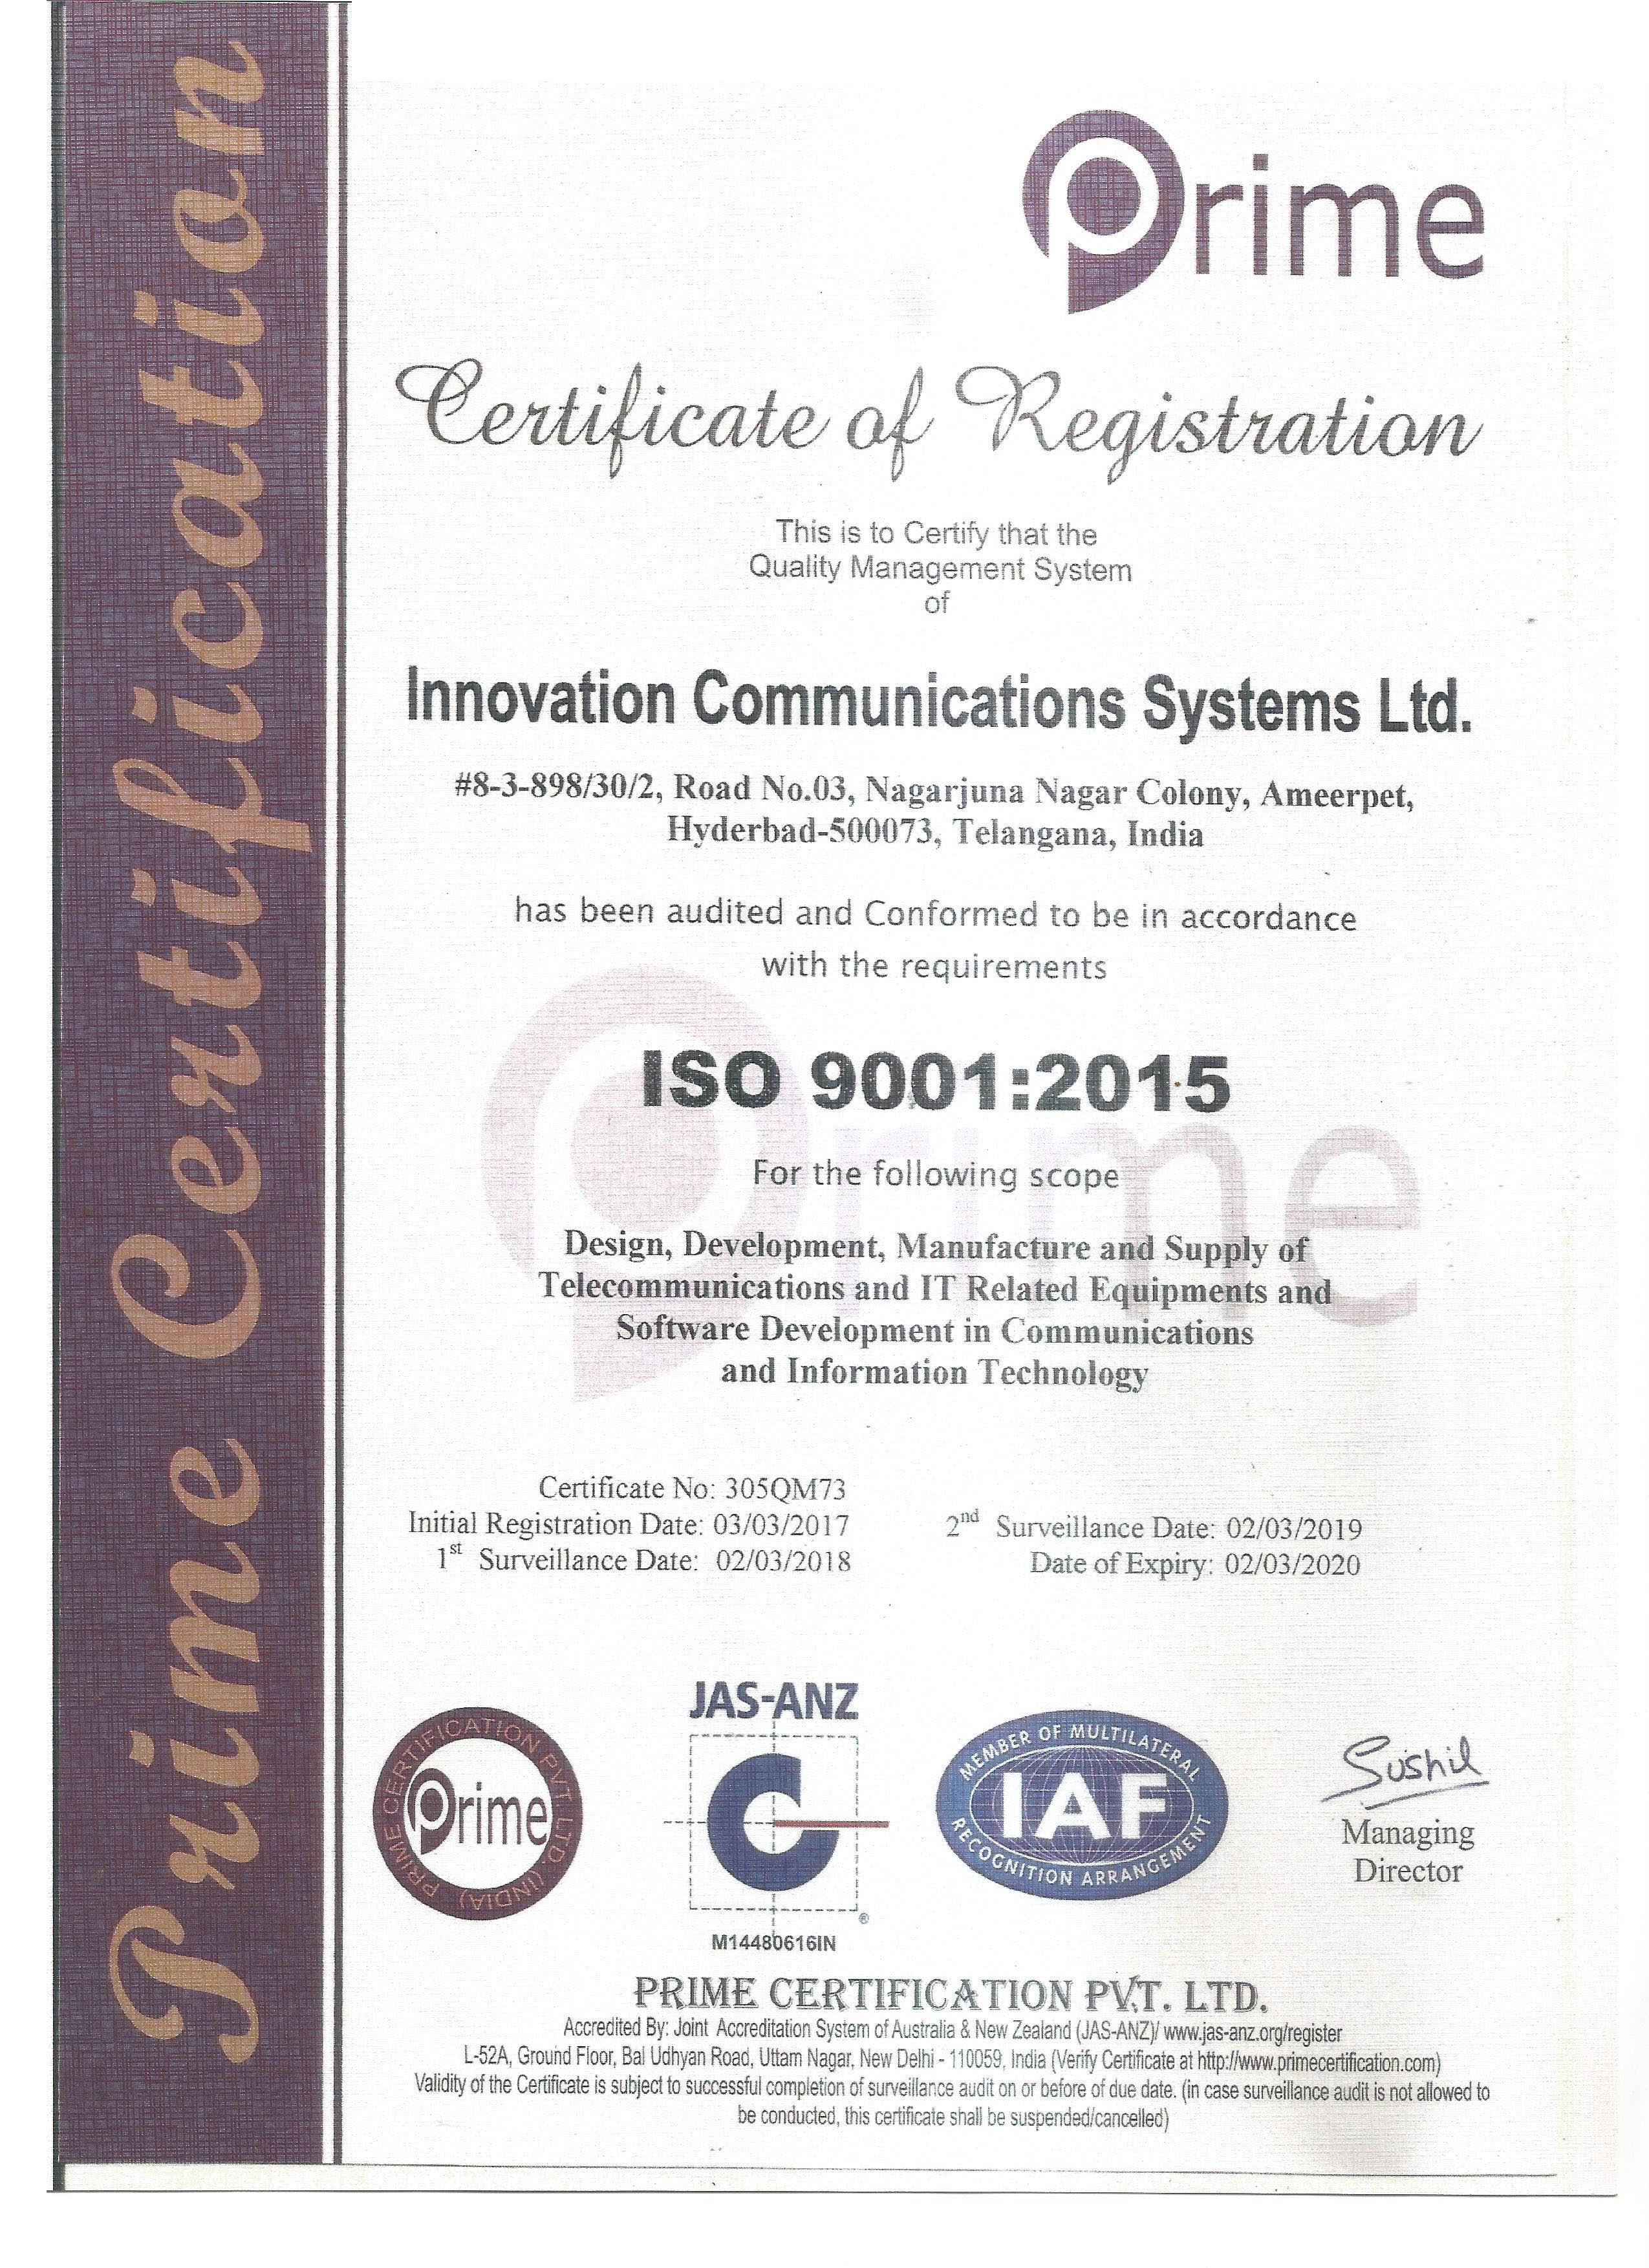 Prime Certification
Prime
Certificate of Registration
This is to Certify that the
Quality Management System
of
Innovation Communications Systems Ltd.
#8-3-898/30/2, Road No.03, Nagarjuna Nagar Colony, Ameerpet,
Hyderbad-500073, Telangana, India
has been audited and Conformed to be in accordance
with the requirements
ISO 9001:2015
For the following scope
Design, Development, Manufacture and Supply of
Telecommunications and IT Related Equipments and
Software Development in Communications
and Information Technology
Prime
Certificate No: 305QM73
Initial Registration Date: 03/03/2017
1st Surveillance Date: 02/03/2018
2nd Surveillance Date: 02/03/2019
Date of Expiry: 02/03/2020
PRIME CERTIFICATION PVT. LTD. (INDIA)
Prime
JAS-ANZ
®
M14480616IN
MEMBER OF MULTILATERAL
IAF
RECOGNITION ARRANGEMENT
Sushil
Managing
Director
PRIME CERTIFICATION PVT. LTD.
Accredited By: Joint Accreditation System of Australia & New Zealand (JAS-ANZ)/ www.jas-anz.org/register
L-52A, Ground Floor, Bal Udhyan Road, Uttam Nagar, New Delhi - 110059, India (Verify Certificate at http://www.primecertification.com)
Validity of the Certificate is subject to successful completion of surveillance audit on or before of due date. (in case surveillance audit is not allowed to
be conducted, this certificate shall be suspended/cancelled)